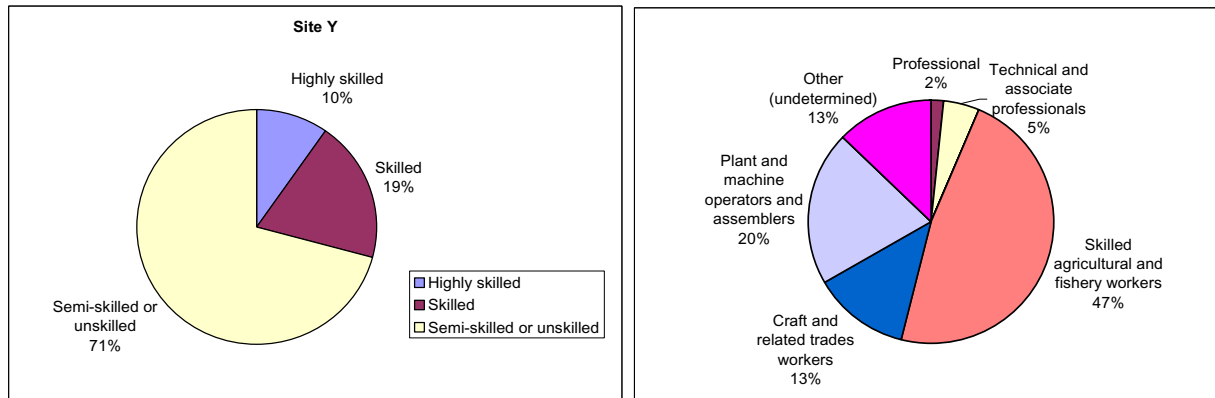 Site Y
Highly skilled
10%
Skilled
19%
Semi-skilled or
unskilled
71%
Highly skilled
Skilled
Semi-skilled or unskilled
Professional
2%
Technical and
associate
professionals
5%
Skilled
agricultural and
fishery workers
47%
Craft and
related trades
workers
13%
Plant and
machine
operators and
assemblers
20%
Other
(undetermined)
13%